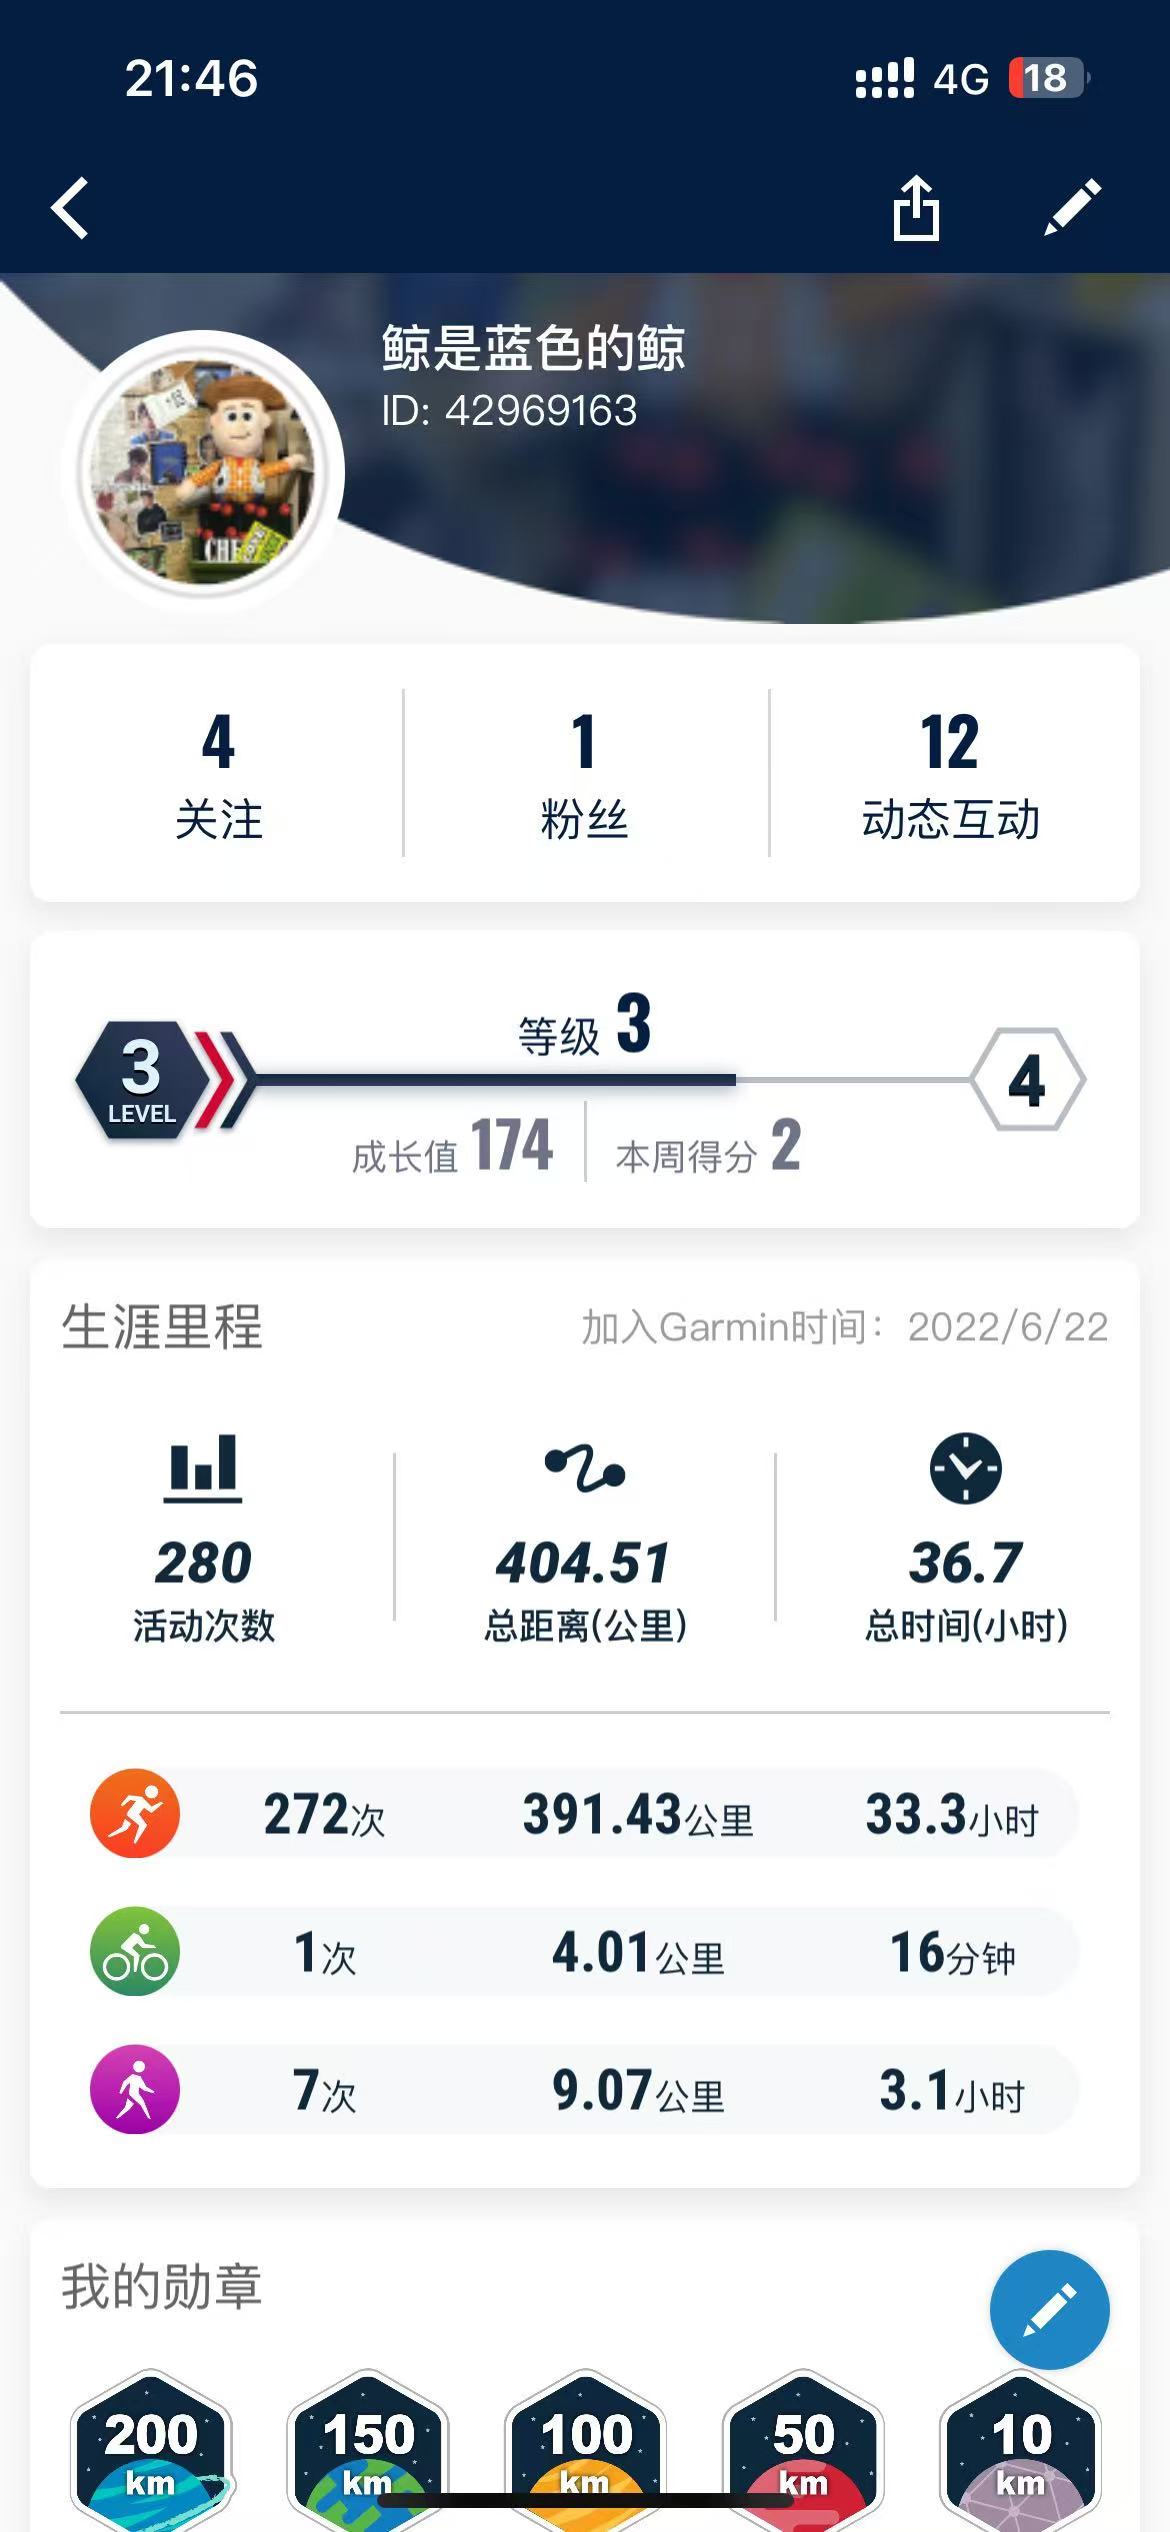 21:46 4G 18
鲸是蓝色的鲸
ID: 42969163
CHE
4 1 12
关注 粉丝 动态互动
等级 3
3 LEVEL
4
成长值 174 本周得分 2
生涯里程 加入Garmin时间：2022/6/22
280 404.51 36.7
活动次数 总距离(公里) 总时间(小时)
272次 391.43公里 33.3小时
1次 4.01公里 16分钟
7次 9.07公里 3.1小时
我的勋章
200 150 100 50 10
km km km km km